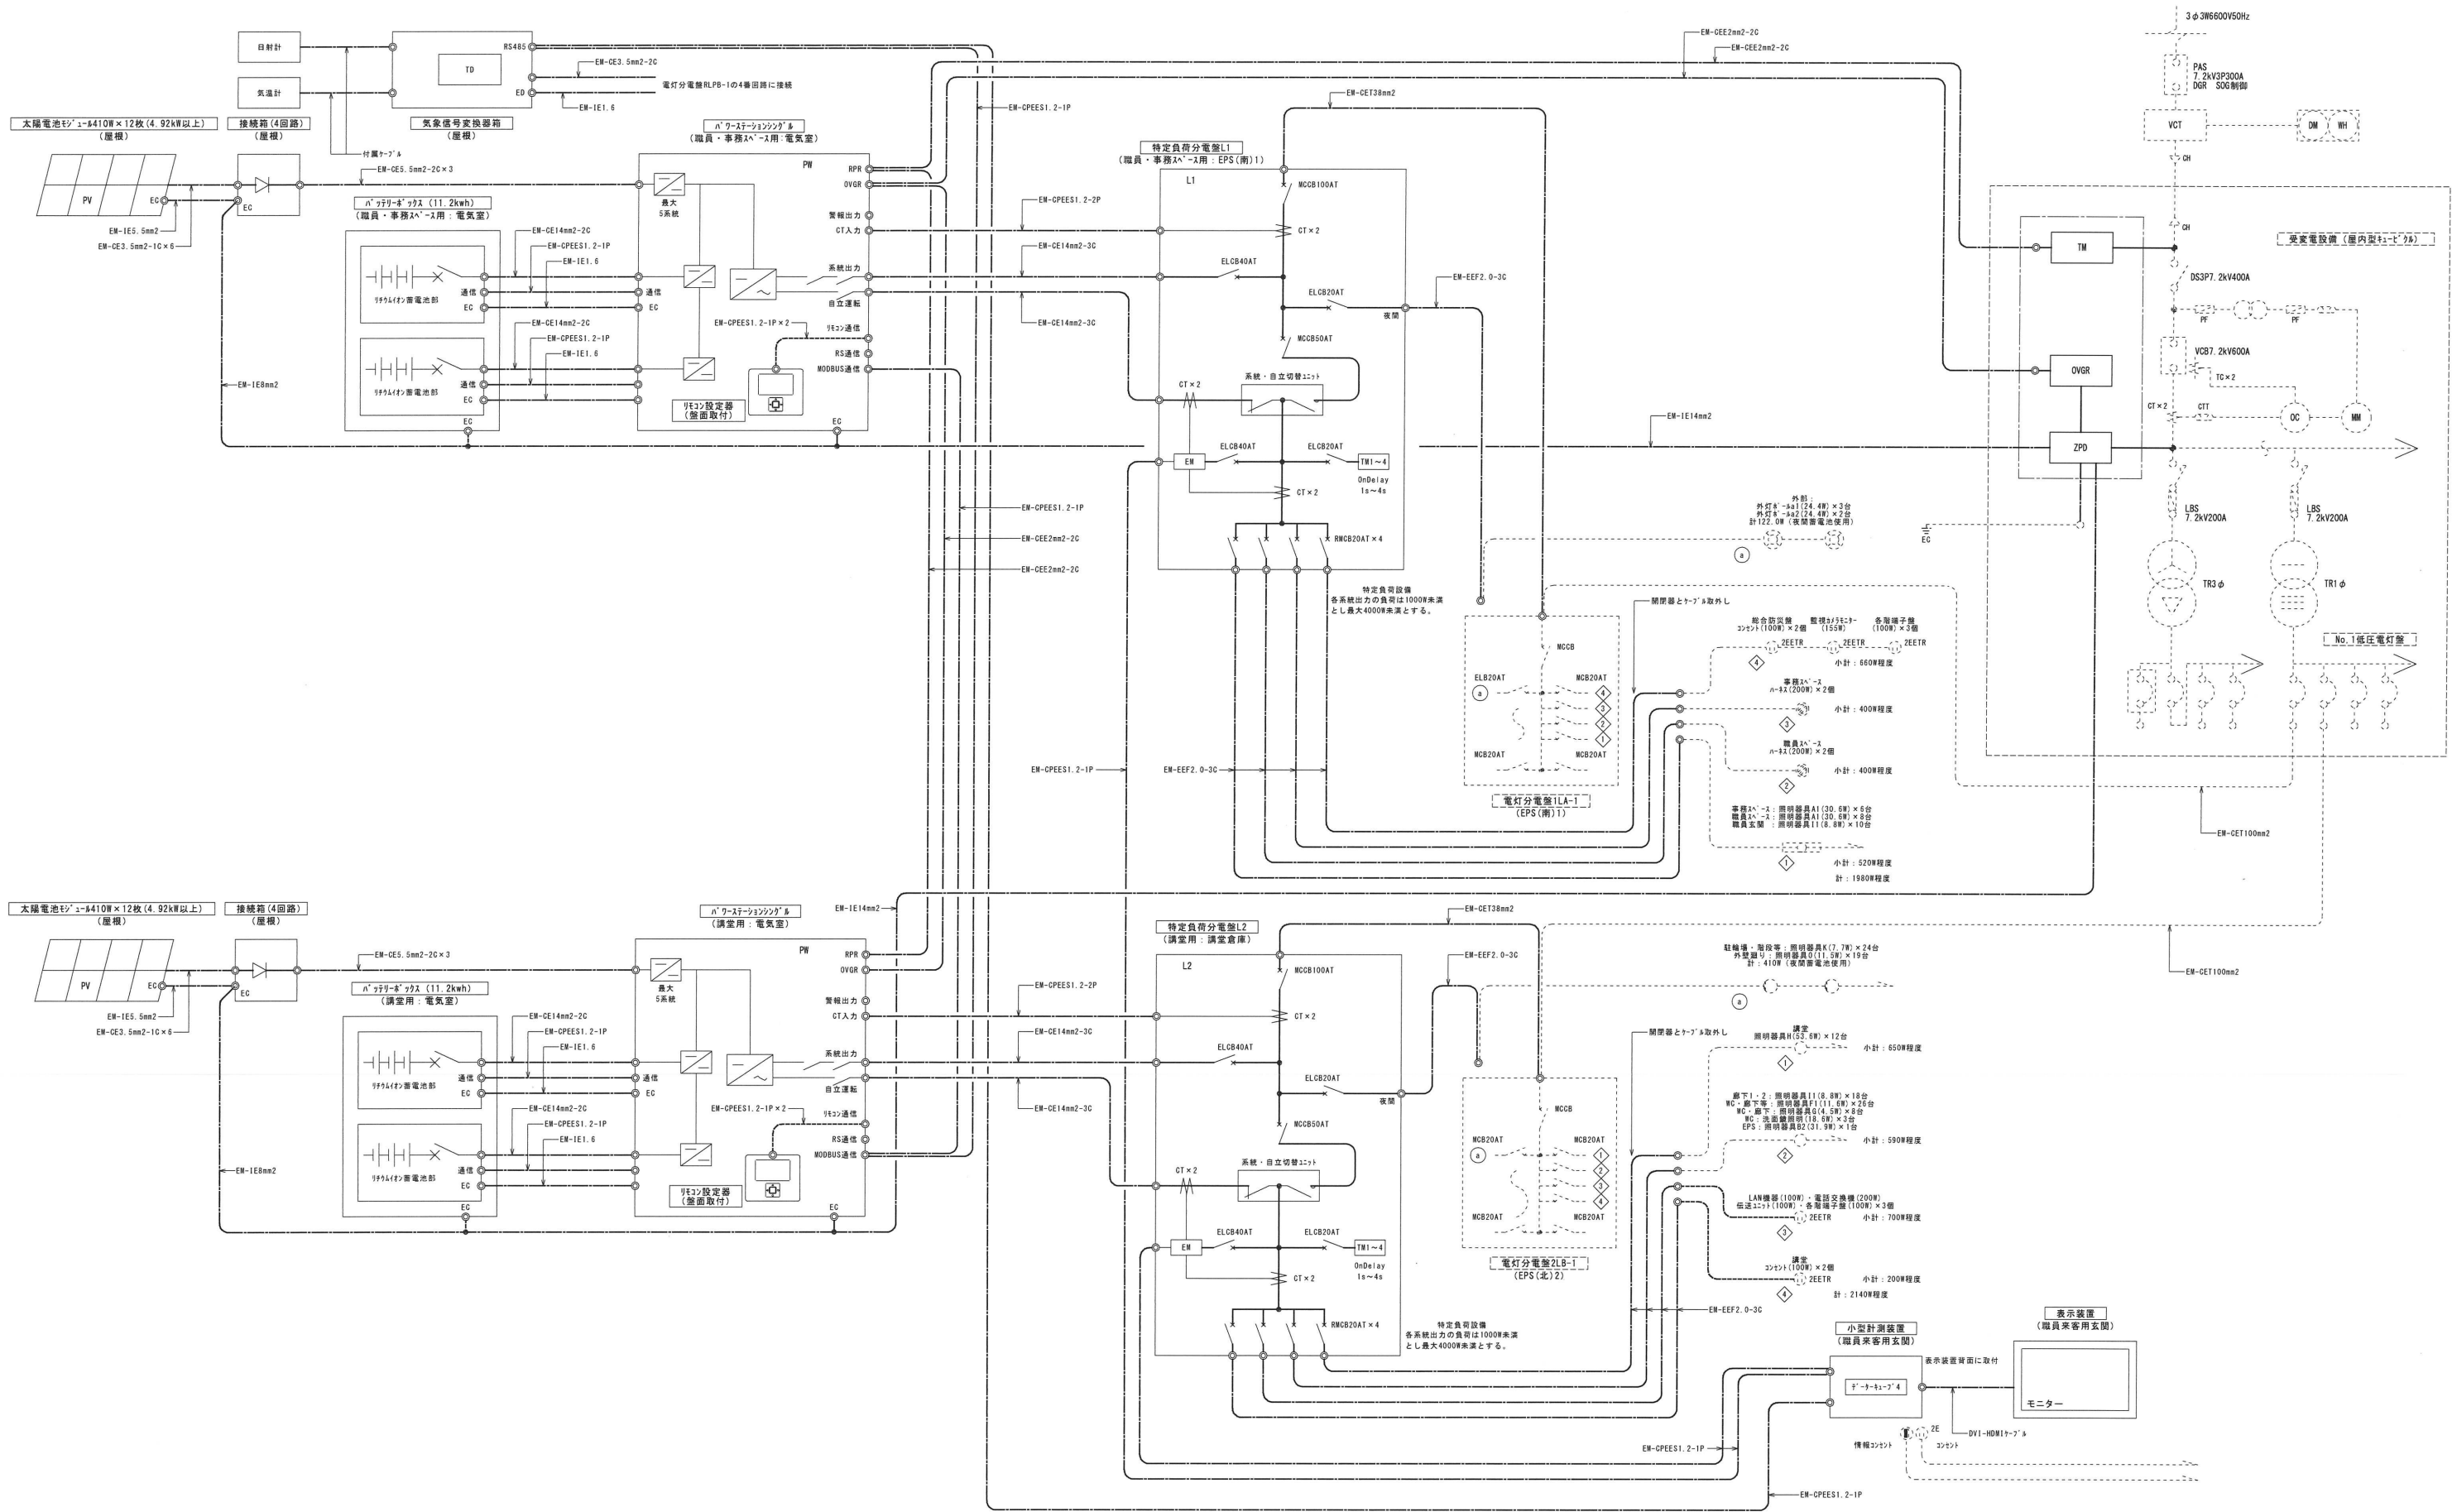 日射計
気温計
TD
RS485
ED
EM-CE3.5mm2-2C
電灯分電盤RLPB-1の4番回路に接続
EM-IE1.6
付属ｹｰﾌﾞﾙ
気象信号変換器箱
(屋根)
太陽電池ﾓｼﾞｭｰﾙ410W×12枚(4.92kW以上)
(屋根)
接続箱(4回路)
(屋根)
PV
EC
EC
EM-IE5.5mm2
EM-CE3.5mm2-1C×6
EM-CE5.5mm2-2C×3
EM-IE8mm2
ﾊﾞｯﾃﾘｰﾎﾞｯｸｽ (11.2kwh)
(職員・事務ｽﾍﾟｰｽ用:電気室)
ﾘﾁｳﾑｲｵﾝ蓄電池部
通信
EC
EM-CE14mm2-2C
EM-CPEES1.2-1P
EM-IE1.6
ﾘﾁｳﾑｲｵﾝ蓄電池部
通信
EC
EM-CE14mm2-2C
EM-CPEES1.2-1P
EM-IE1.6
EC
ﾊﾟﾜｰｽﾃｰｼｮﾝｼﾝｸﾞﾙ
(職員・事務ｽﾍﾟｰｽ用:電気室)
PW
最大
5系統
通信
EC
RPR
OVGR
警報出力
CT入力
系統出力
自立運転
ﾘﾓｺﾝ通信
RS通信
MODBUS通信
EM-CPEES1.2-1P×2
ﾘﾓｺﾝ設定器
(盤面取付)
EC
EM-CPEES1.2-1P
EM-CPEES1.2-2P
EM-CE14mm2-3C
EM-CE14mm2-3C
EM-CPEES1.2-1P
EM-CEE2mm2-2C
EM-CEE2mm2-2C
特定負荷分電盤L1
(職員・事務ｽﾍﾟｰｽ用:EPS(南)1)
L1
MCCB100AT
CT×2
ELCB40AT
ELCB20AT
夜間
MCCB50AT
系統・自立切替ﾕﾆｯﾄ
CT×2
EM
ELCB40AT
ELCB20AT
TM1～4
OnDelay
1s～4s
CT×2
RMCB20AT×4
特定負荷設備
各系統出力の負荷は1000W未満
とし最大4000W未満とする。
EM-CET38mm2
EM-EEF2.0-3C
EM-CEE2mm2-2C
EM-CEE2mm2-2C
EM-IE14mm2
EM-CPEES1.2-1P
EM-EEF2.0-3C
外部:
外灯ﾎﾟｰﾙa1(24.4W)×3台
外灯ﾎﾟｰﾙa2(24.4W)×2台
計122.0W (夜間蓄電池使用)
a
開閉器とｹｰﾌﾞﾙ取外し
MCCB
ELB20AT
MCB20AT
a
4
3
2
1
MCB20AT
MCB20AT
電灯分電盤1LA-1
(EPS(南)1)
総合防災盤 監視ｶﾒﾗﾓﾆﾀｰ 各階端子盤
ｺﾝｾﾝﾄ(100W)×2個 (155W) (100W)×3個
2EETR
2EETR
2EETR
4
小計:660W程度
事務ｽﾍﾟｰｽ
ﾊｰﾈｽ(200W)×2個
小計:400W程度
3
職員ｽﾍﾟｰｽ
ﾊｰﾈｽ(200W)×2個
小計:400W程度
2
事務ｽﾍﾟｰｽ:照明器具A1(30.6W)×6台
職員ｽﾍﾟｰｽ:照明器具A1(30.6W)×8台
職員玄関 :照明器具I1(8.8W)×10台
1
小計:520W程度
計:1980W程度
3φ3W6600V50Hz
PAS
7.2kV3P300A
DGR SOG制御
VCT
DM
WH
CH
CH
受変電設備 (屋内型ｷｭｰﾋﾞｸﾙ)
TM
DS3P7.2kV400A
PF
PF
VCB7.2kV600A
TC×2
OVGR
CT×2
CTT
OC
MM
ZPD
EC
LBS
7.2kV200A
LBS
7.2kV200A
TR3φ
TR1φ
No.1低圧電灯盤
EM-CET100mm2
太陽電池ﾓｼﾞｭｰﾙ410W×12枚(4.92kW以上)
(屋根)
接続箱(4回路)
(屋根)
PV
EC
EC
EM-IE5.5mm2
EM-CE3.5mm2-1C×6
EM-CE5.5mm2-2C×3
EM-IE8mm2
ﾊﾞｯﾃﾘｰﾎﾞｯｸｽ (11.2kwh)
(講堂用:電気室)
ﾘﾁｳﾑｲｵﾝ蓄電池部
通信
EC
EM-CE14mm2-2C
EM-CPEES1.2-1P
EM-IE1.6
ﾘﾁｳﾑｲｵﾝ蓄電池部
通信
EC
EM-CE14mm2-2C
EM-CPEES1.2-1P
EM-IE1.6
EC
ﾊﾟﾜｰｽﾃｰｼｮﾝｼﾝｸﾞﾙ
(講堂用:電気室)
PW
最大
5系統
通信
EC
RPR
OVGR
警報出力
CT入力
系統出力
自立運転
ﾘﾓｺﾝ通信
RS通信
MODBUS通信
EM-CPEES1.2-1P×2
ﾘﾓｺﾝ設定器
(盤面取付)
EC
EM-IE14mm2
EM-CPEES1.2-2P
EM-CE14mm2-3C
EM-CE14mm2-3C
特定負荷分電盤L2
(講堂用:講堂倉庫)
L2
MCCB100AT
CT×2
ELCB40AT
ELCB20AT
夜間
MCCB50AT
系統・自立切替ﾕﾆｯﾄ
CT×2
EM
ELCB40AT
ELCB20AT
TM1～4
OnDelay
1s～4s
CT×2
RMCB20AT×4
特定負荷設備
各系統出力の負荷は1000W未満
とし最大4000W未満とする。
EM-CET38mm2
EM-EEF2.0-3C
MCCB
MCB20AT
MCB20AT
a
1
2
3
4
MCB20AT
MCB20AT
電灯分電盤2LB-1
(EPS(北)2)
駐輪場・階段等:照明器具K(7.7W)×24台
外壁廻り:照明器具O(11.5W)×19台
計:410W (夜間蓄電池使用)
a
EM-CET100mm2
開閉器とｹｰﾌﾞﾙ取外し
講堂
照明器具H(53.6W)×12台
小計:650W程度
1
廊下1・2:照明器具I1(8.8W)×18台
WC・廊下等:照明器具F1(11.6W)×26台
WC・廊下:照明器具G(4.5W)×8台
WC:洗面鏡照明(18.6W)×3台
EPS:照明器具B2(31.9W)×1台
小計:590W程度
2
LAN機器(100W)・電話交換機(200W)
伝送ﾕﾆｯﾄ(100W)・各階端子盤(100W)×3個
2EETR
小計:700W程度
3
講堂
ｺﾝｾﾝﾄ(100W)×2個
2EETR
小計:200W程度
4
計:2140W程度
EM-EEF2.0-3C
小型計測装置
(職員来客用玄関)
表示装置
(職員来客用玄関)
表示装置背面に取付
ﾃﾞｰﾀｰｷｭｰﾌﾞ4
モニター
DVI-HDMIｹｰﾌﾞﾙ
2E
情報ｺﾝｾﾝﾄ
ｺﾝｾﾝﾄ
EM-CPEES1.2-1P
EM-CPEES1.2-1P